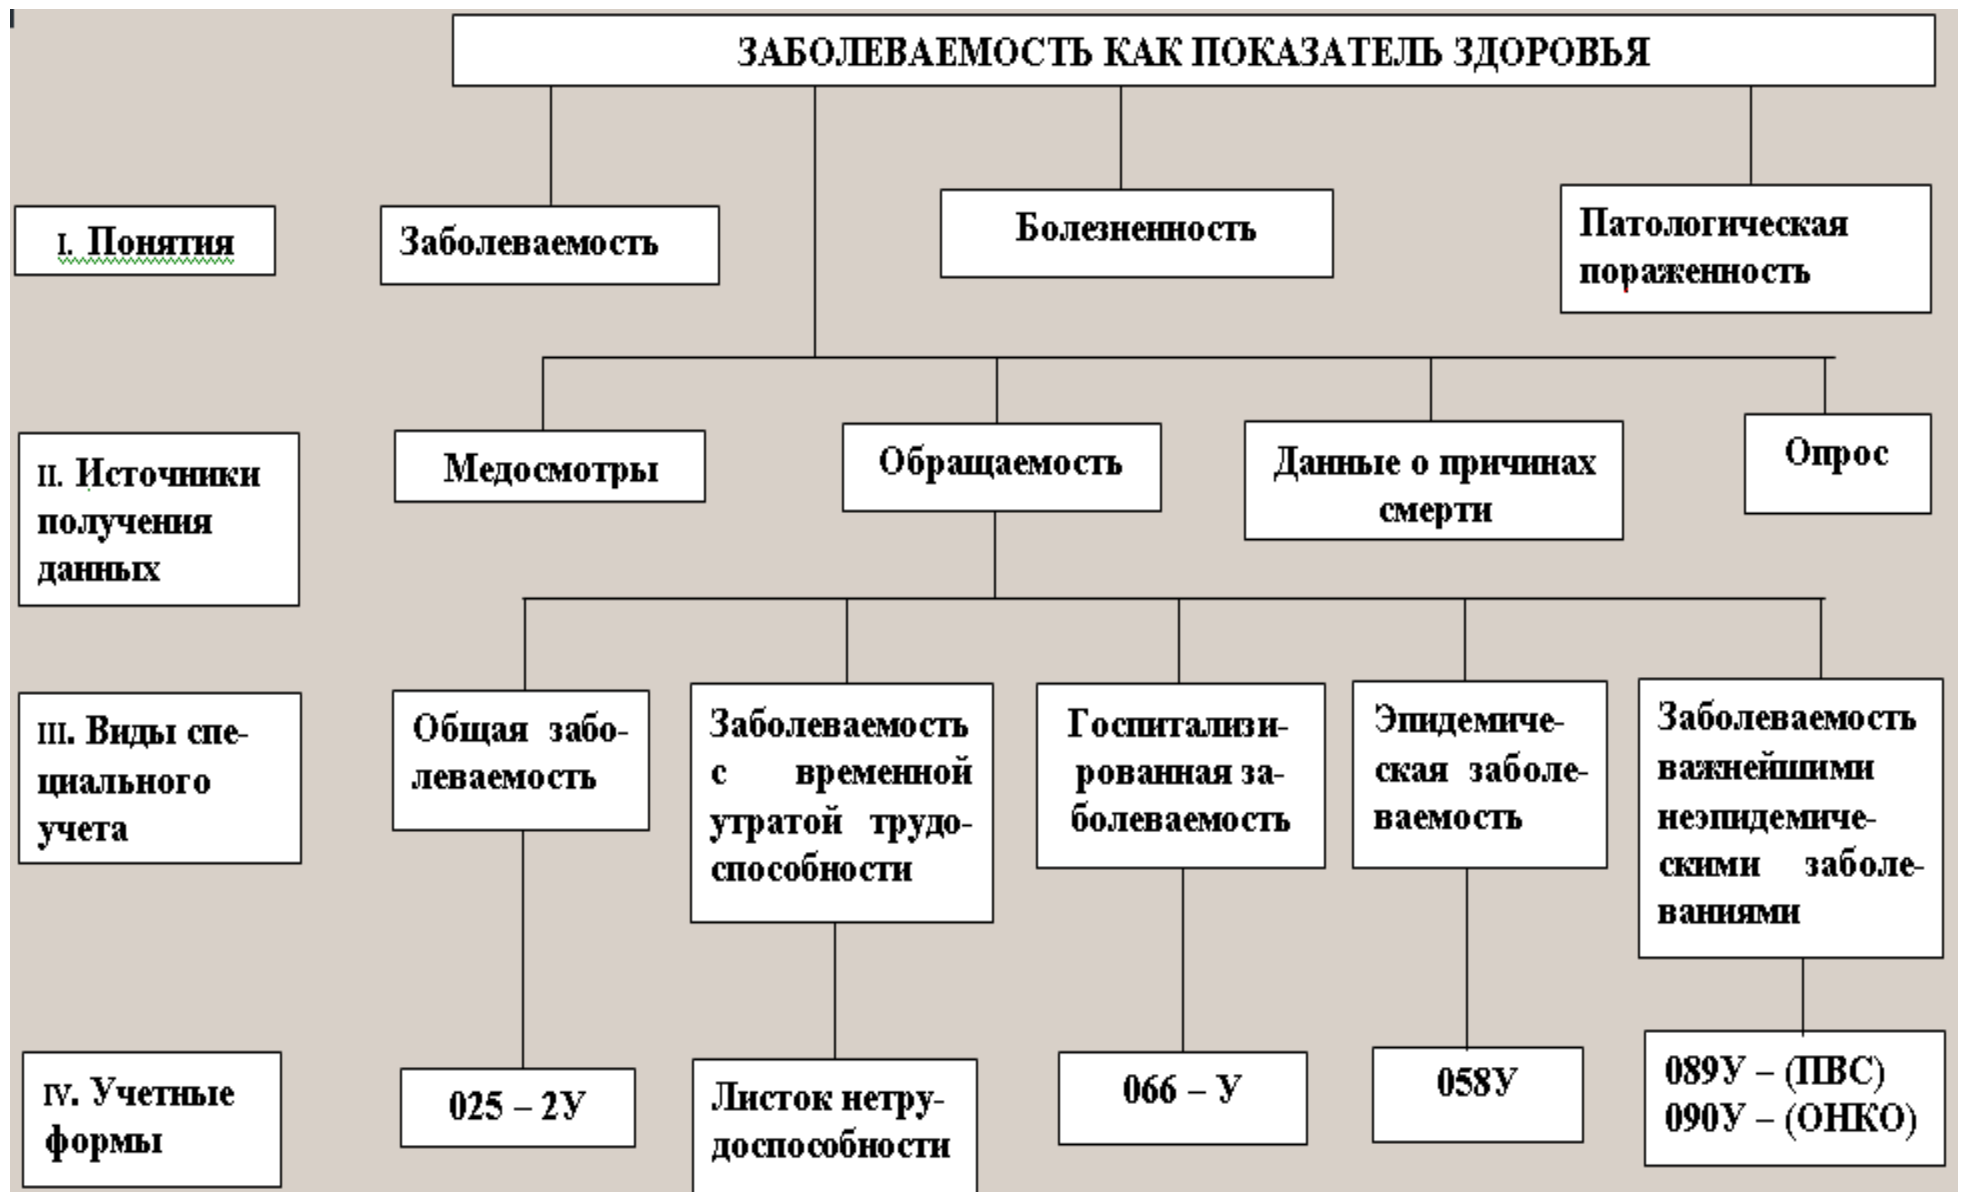 ЗАБОЛЕВАЕМОСТЬ КАК ПОКАЗАТЕЛЬ ЗДОРОВЬЯ
I. Понятия
Заболеваемость
Болезненность
Патологическая
пораженность
II. Источники
получения
данных
Медосмотры
Обращаемость
Данные о причинах
смерти
Опрос
III. Виды спе-
циального
учета
Общая забо-
леваемость
Заболеваемость
с временной
утратой трудо-
способности
Госпитализи-
рованная за-
болеваемость
Эпидемиче-
ская заболе-
ваемость
Заболеваемость
важнейшими
неэпидемиче-
скими заболе-
ваниями
IV. Учетные
формы
025 – 2У
Листок нетру-
доспособности
066 – У
058У
089У – (ПВС)
090У – (ОНКО)